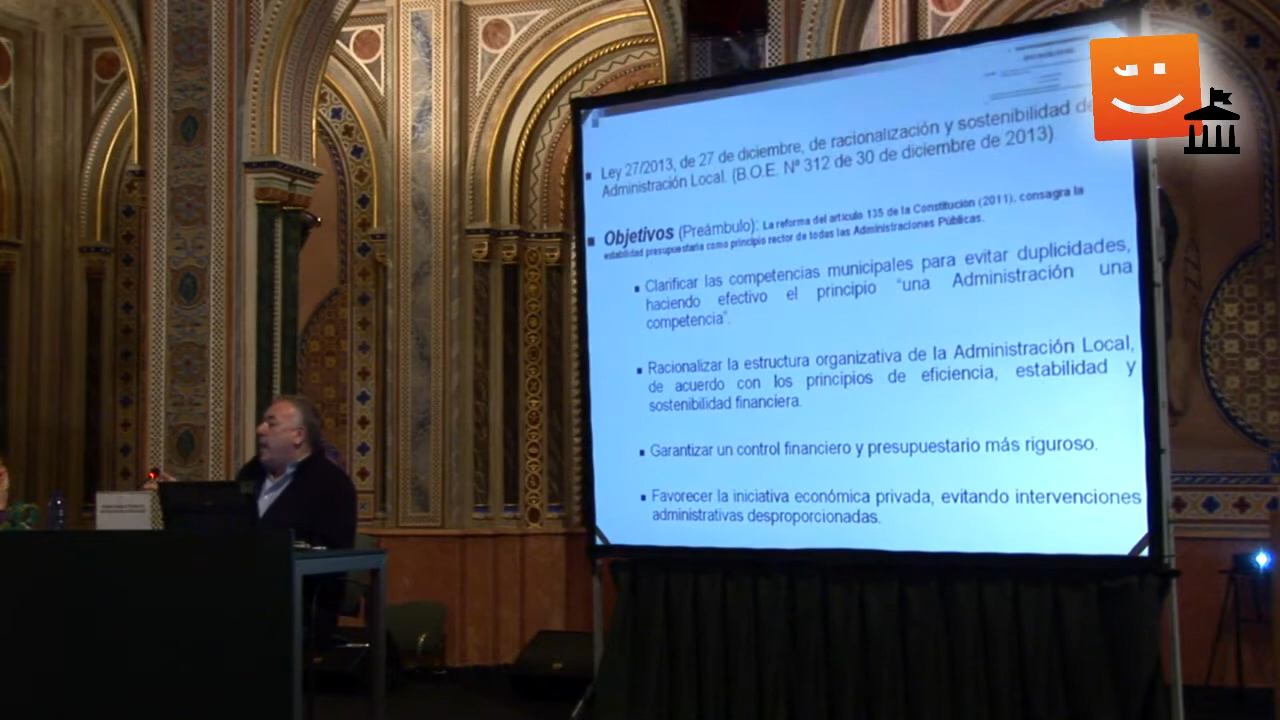 Ley 27/2013, de 27 de diciembre, de racionalización y sostenibilidad de
Administración Local. (B.O.E. Nº 312 de 30 de diciembre de 2013)
Objetivos (Preámbulo): La reforma del artículo 135 de la Constitución (2011), consagra la
estabilidad presupuestaria como principio rector de todas las Administraciones Públicas.
Clarificar las competencias municipales para evitar duplicidades,
haciendo efectivo el principio “una Administración una
competencia”.
Racionalizar la estructura organizativa de la Administración Local,
de acuerdo con los principios de eficiencia, estabilidad y
sostenibilidad financiera.
Garantizar un control financiero y presupuestario más riguroso.
Favorecer la iniciativa económica privada, evitando intervenciones
administrativas desproporcionadas.